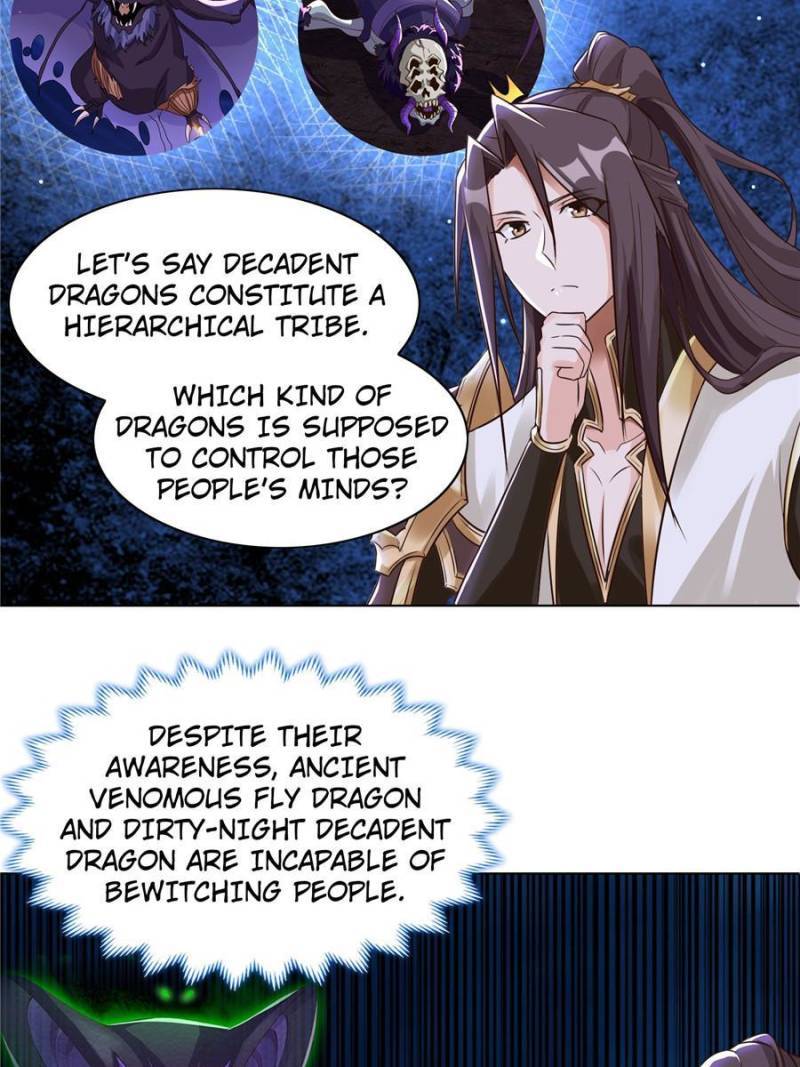 LET'S SAY DECADENT
DRAGONS CONSTITUTE A
HIERARCHICAL TRIBE.
WHICH KIND OF
DRAGONS IS SUPPOSED
TO CONTROL THOSE
PEOPLE'S MINDS?
DESPITE THEIR
AWARENESS, ANCIENT
VENOMOUS FLY DRAGON
AND DIRTY-NIGHT DECADENT
DRAGON ARE INCAPABLE OF
BEWITCHING PEOPLE.